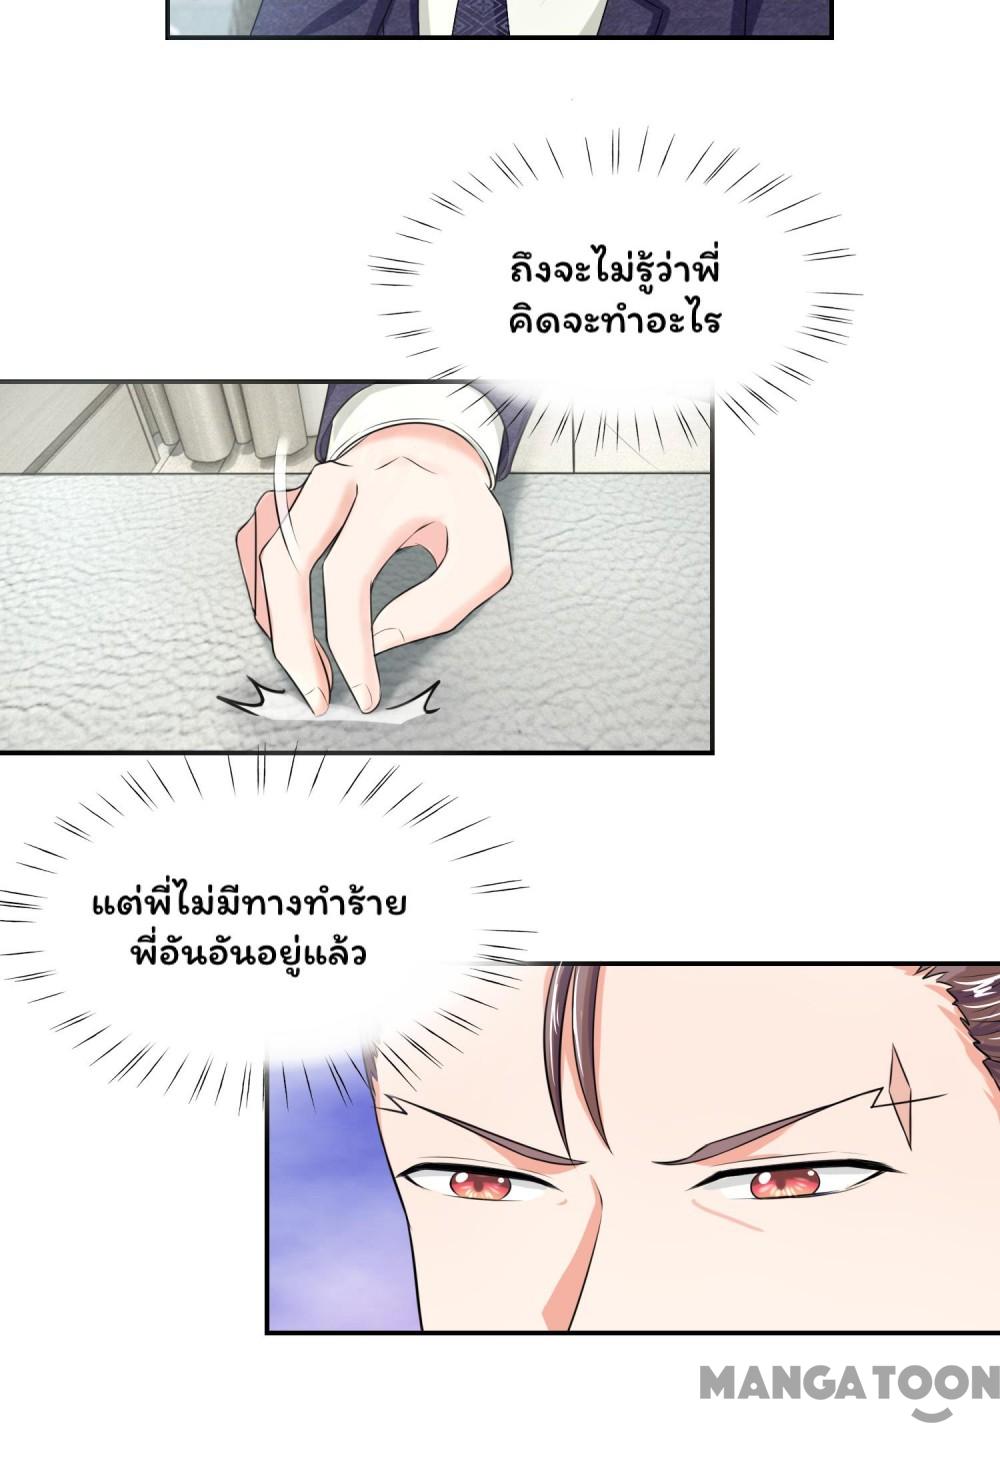 ถึงจะไม่รู้ว่าพี่
คิดจะทำอะไร
แต่พี่ไม่มีทางทำร้าย
พี่อันอันอยู่แล้ว
MANGATOON